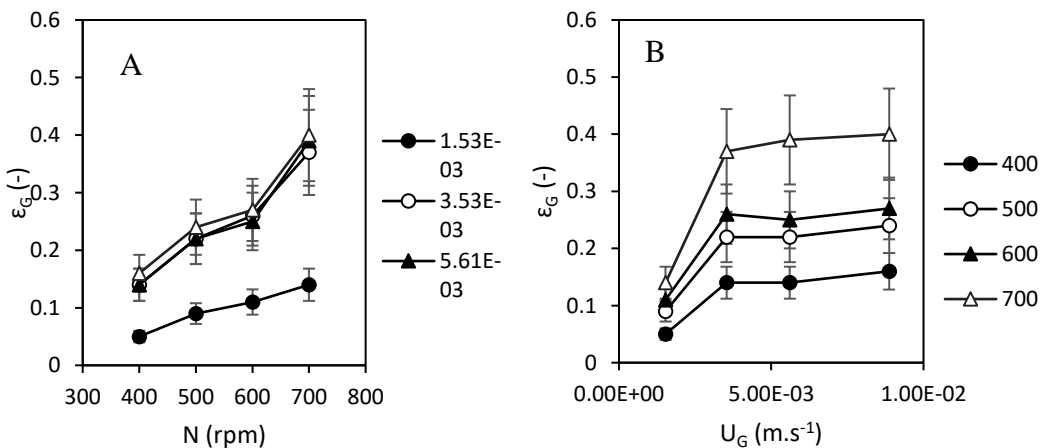 0.6
0.5
0.4
0.3
0.2
0.1
0
A
εG (-)
300 400 500 600 700 800
N (rpm)
1.53E-
03
3.53E-
03
5.61E-
03
0.6
0.5
0.4
0.3
0.2
0.1
0
B
εG (-)
0.00E+00 5.00E-03 1.00E-02
UG (m.s-1)
400
500
600
700